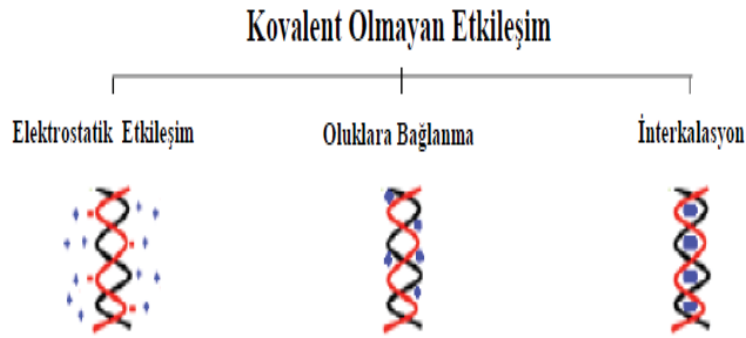 Kovalent Olmayan Etkileşim
Elektrostatik Etkileşim
Oluklara Bağlanma
İnterkalasyon